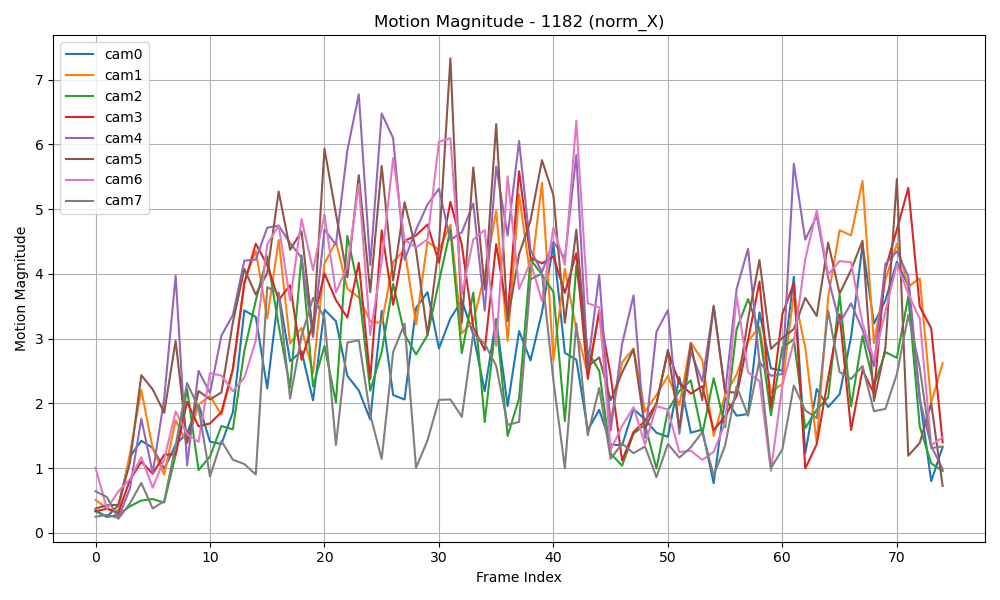 Motion Magnitude - 1182 (norm_X)
cam0
cam1
cam2
cam3
cam4
cam5
cam6
cam7
Motion Magnitude
7
6
5
4
3
2
1
0
0 10 20 30 40 50 60 70
Frame Index